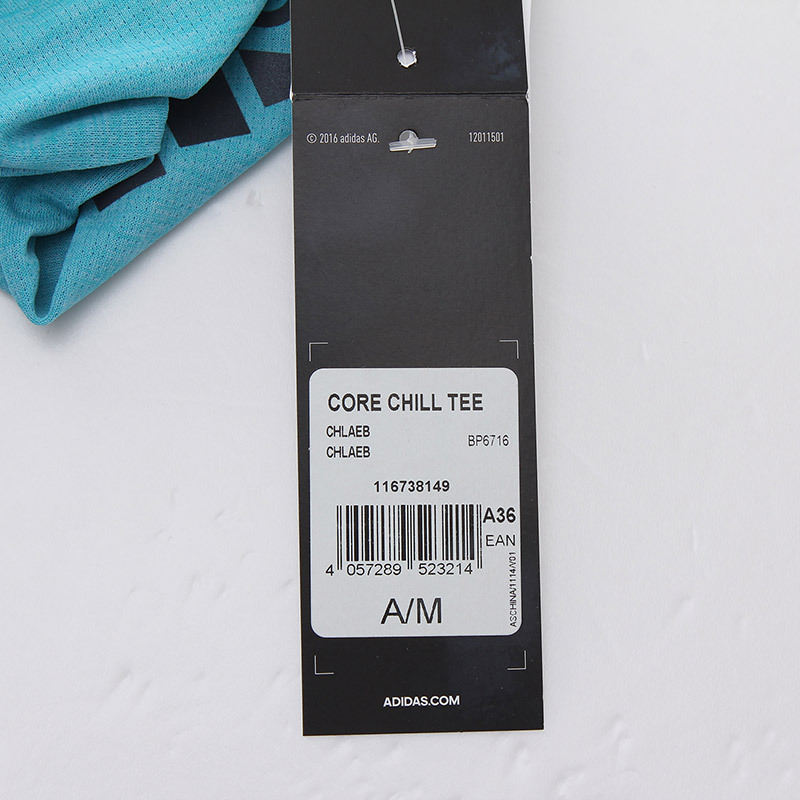 © 2016 adidas AG. 12011501
CORE CHILL TEE
CHLAEB
CHLAEB BP6716
116738149
A36
EAN
4 057289 523214
A/M
ASCHINA/1114/V01
ADIDAS.COM